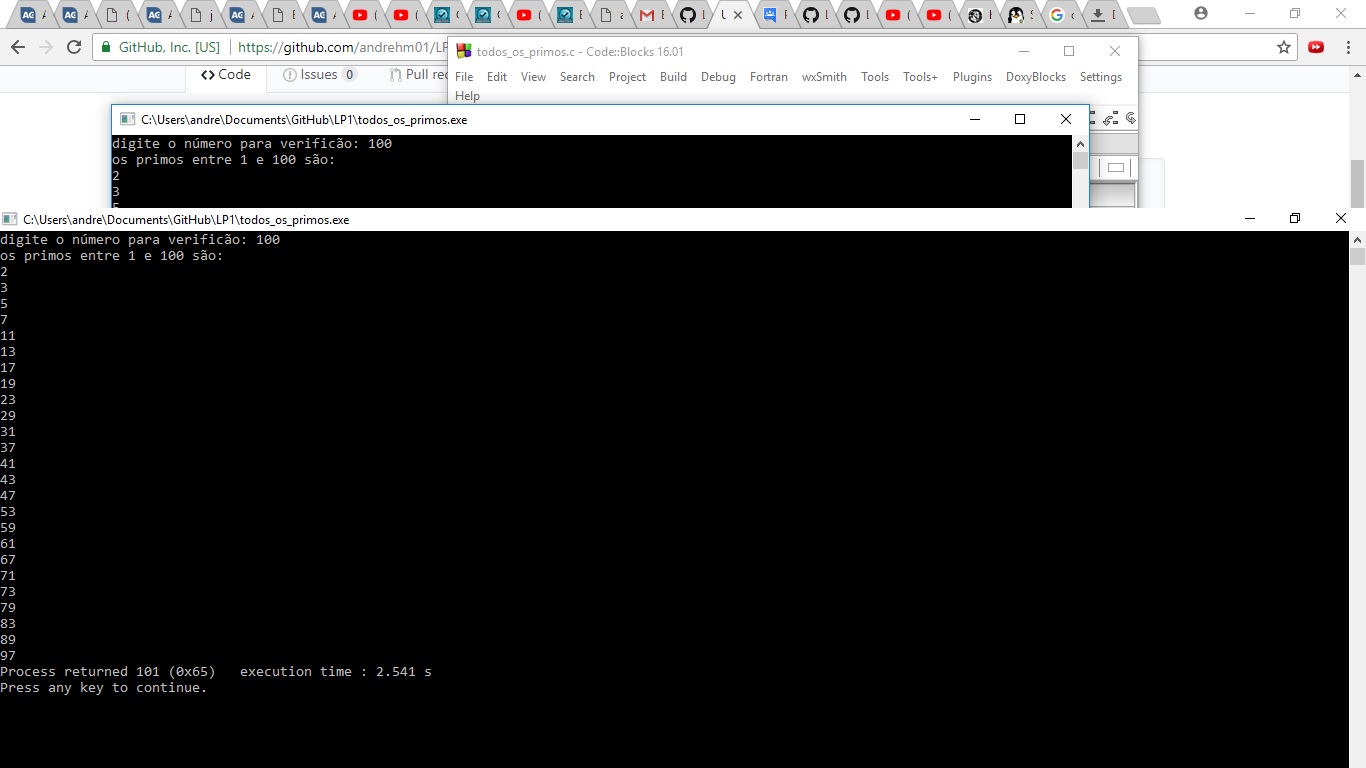 GitHub, Inc. [US] https://github.com/andrehm01/
Code Issues 0 Pull
todos_os_primos.c - Code::Blocks 16.01
File Edit View Search Project Build Debug Fortran wxSmith Tools Tools+ Plugins DoxyBlocks Settings
Help
C:\Users\andre\Documents\GitHub\LP1\todos_os_primos.exe
digite o número para verificão: 100
os primos entre 1 e 100 são:
2
3
C:\Users\andre\Documents\GitHub\LP1\todos_os_primos.exe
digite o número para verificão: 100
os primos entre 1 e 100 são:
2
3
5
7
11
13
17
19
23
29
31
37
41
43
47
53
59
61
67
71
73
79
83
89
97
Process returned 101 (0x65) execution time : 2.541 s
Press any key to continue.